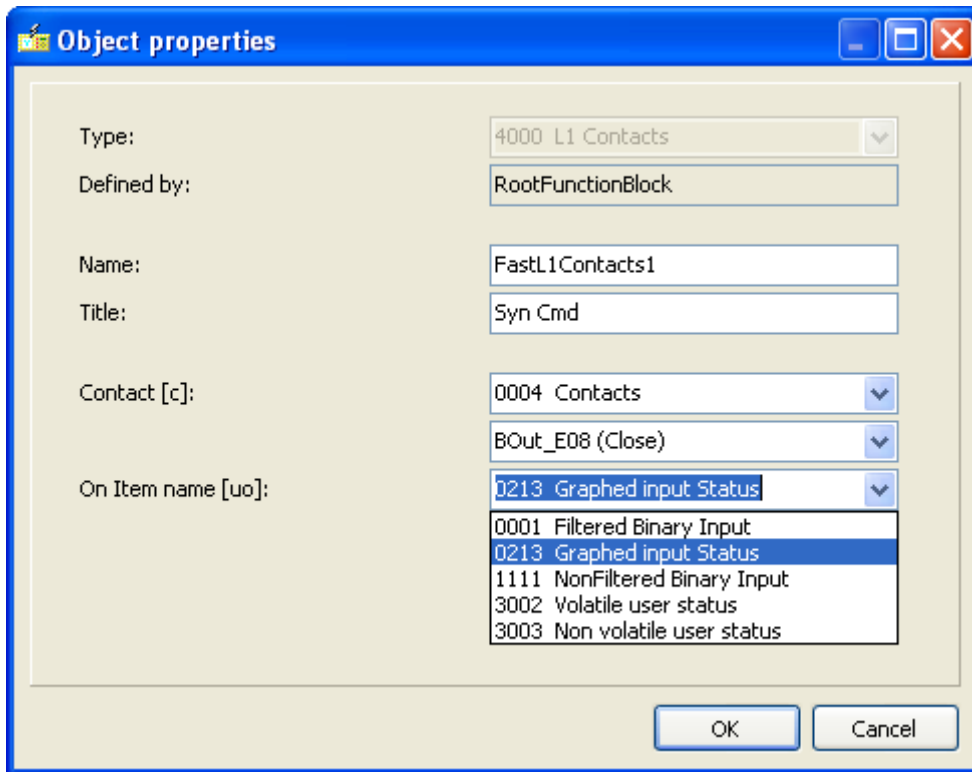 Object properties
Type:
4000 L1 Contacts
Defined by:
RootFunctionBlock
Name:
FastL1Contacts1
Title:
Syn Cmd
Contact [c]:
0004 Contacts
BOut_E08 (Close)
On Item name [uo]:
0213 Graphed input Status
0001 Filtered Binary Input
0213 Graphed input Status
1111 NonFiltered Binary Input
3002 Volatile user status
3003 Non volatile user status
OK
Cancel